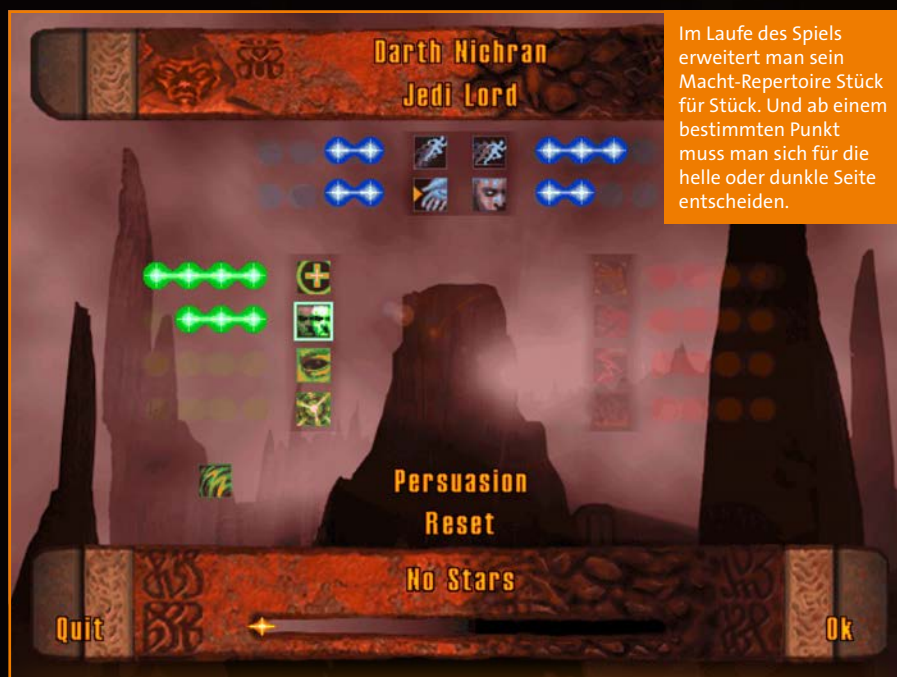 Darth Nichran
Jedi Lord
Im Laufe des Spiels
erweitert man sein
Macht-Repertoire Stück
für Stück. Und ab einem
bestimmten Punkt
muss man sich für die
helle oder dunkle Seite
entscheiden.
Persuasion
Reset
No Stars
Quit
Ok